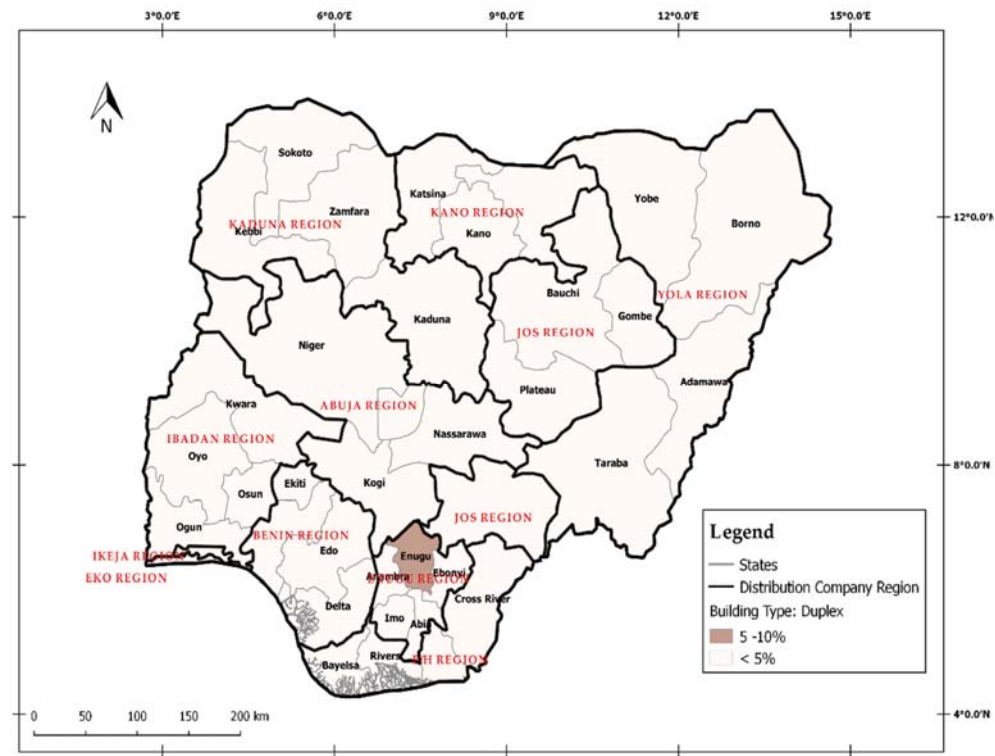 3°0.0' 6°0.0'E 9°0.0'E 12°0.0'E 15°0.0'E
N
Sokoto
Katsina
Yobe
Zamfara
KANO REGION
KADUNA REGION
Kebbi
Kano
Borno
12°0.0'N
Bauchi
YOLA REGION
Kaduna
Gombe
JOS REGION
Niger
Plateau
Adamawa
Kwara
ABUJA REGION
IBADAN REGION
Nassarawa
Oyo
Taraba
8°0.0'N
Osun
Ekiti
Kogi
JOS REGION
Ogun
BENIN REGION
Edo
IKEJA REGION
Enugu
EKO REGION
Ebonyi
REGION
Cross River
Delta
Imo
Abi
Rivers
Bayelsa
REGION
Legend
States
Distribution Company Region
Building Type: Duplex
5 -10%
< 5%
4°0.0'N
0 50 100 150 200 km